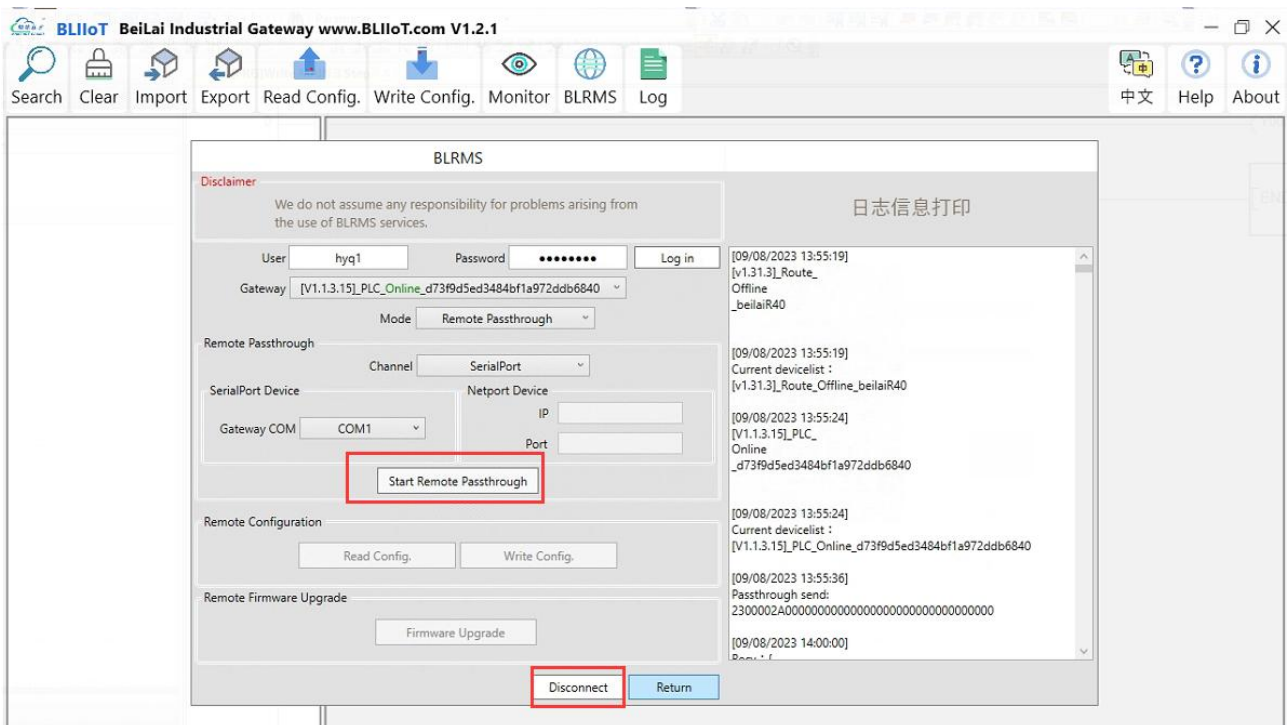 BLIIoT BeiLai Industrial Gateway www.BLIIoT.com V1.2.1
Search Clear Import Export Read Config. Write Config. Monitor BLRMS Log 中文 Help About
BLRMS
Disclaimer
We do not assume any responsibility for problems arising from
the use of BLRMS services.
User hyq1 Password •••••••• Log in
Gateway [V1.1.3.15]_PLC_Online_d73f9d5ed3484bf1a972ddb6840
Mode Remote Passthrough
Remote Passthrough
Channel SerialPort
SerialPort Device
Netport Device
Gateway COM COM1
IP
Port
Start Remote Passthrough
Remote Configuration
Read Config. Write Config.
Remote Firmware Upgrade
Firmware Upgrade
Disconnect Return
日志信息打印
[09/08/2023 13:55:19]
[v1.31.3]_Route_
Offline
_beilaiR40
[09/08/2023 13:55:19]
Current devicelist：
[v1.31.3]_Route_Offline_beilaiR40
[09/08/2023 13:55:24]
[V1.1.3.15]_PLC_
Online
_d73f9d5ed3484bf1a972ddb6840
[09/08/2023 13:55:24]
Current devicelist：
[V1.1.3.15]_PLC_Online_d73f9d5ed3484bf1a972ddb6840
[09/08/2023 13:55:36]
Passthrough send:
[09/08/2023 14:00:00]